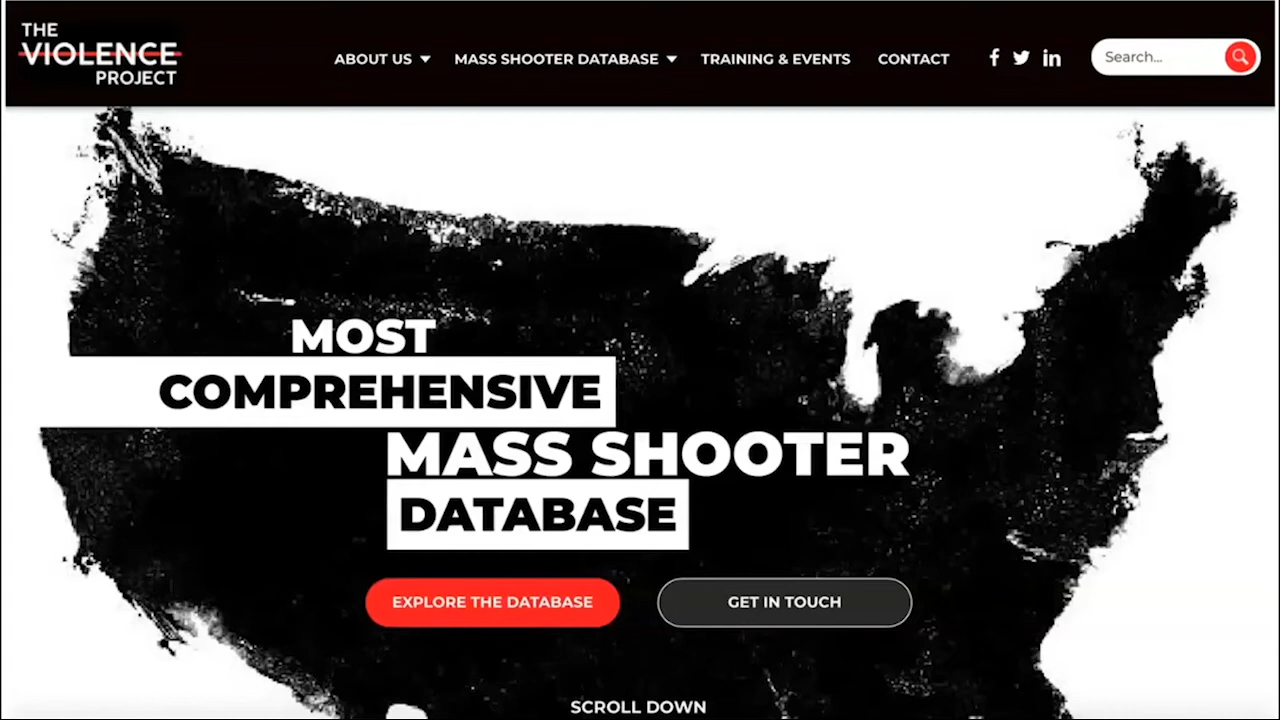 THE
VIOLENCE
PROJECT
ABOUT US
MASS SHOOTER DATABASE
TRAINING & EVENTS
CONTACT
f
in
Search...
MOST
COMPREHENSIVE
MASS SHOOTER
DATABASE
EXPLORE THE DATABASE
GET IN TOUCH
SCROLL DOWN